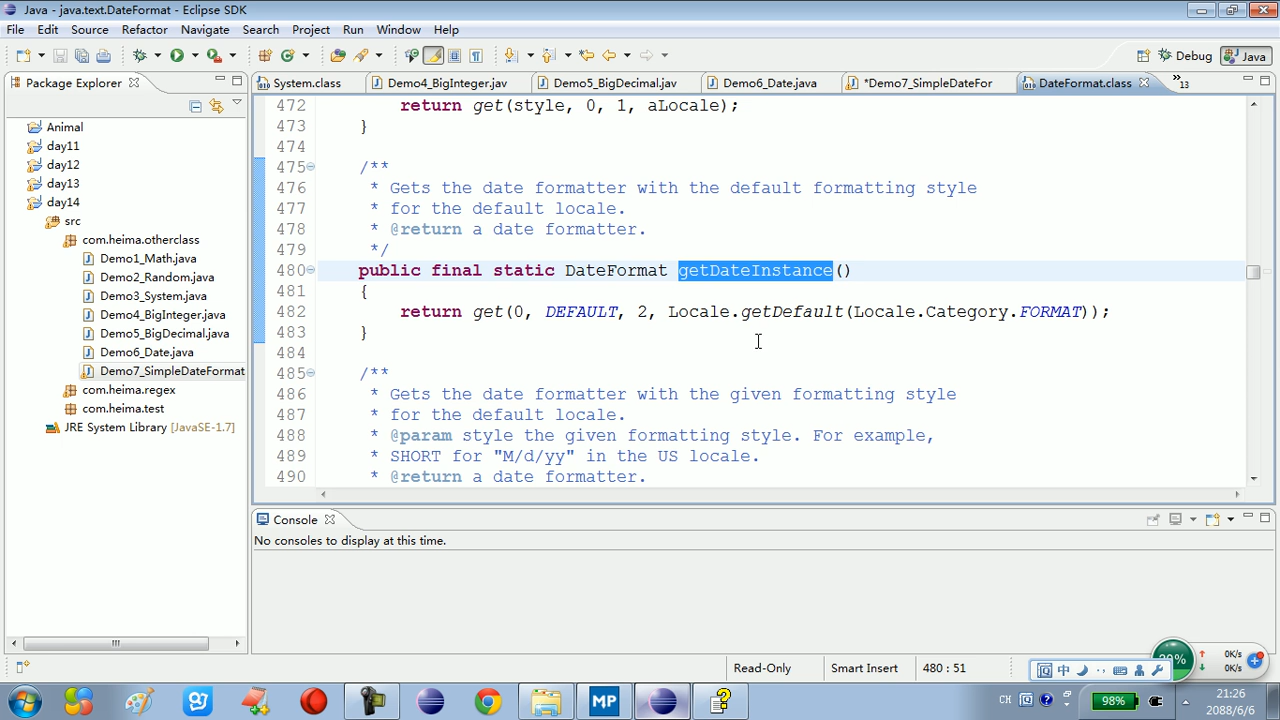 Java - java.text.DateFormat - Eclipse SDK
File Edit Source Refactor Navigate Search Project Run Window Help
Debug Java
Package Explorer
System.class Demo4_BigInteger.jav Demo5_BigDecimal.jav Demo6_Date.java *Demo7_SimpleDateFor DateFormat.class »13
Animal
day11
day12
day13
day14
src
com.heima.otherclass
Demo1_Math.java
Demo2_Random.java
Demo3_System.java
Demo4_BigInteger.java
Demo5_BigDecimal.java
Demo6_Date.java
Demo7_SimpleDateFormat
com.heima.regex
com.heima.test
JRE System Library [JavaSE-1.7]
472 return get(style, 0, 1, aLocale);
473 }
474
475 /**
476 * Gets the date formatter with the default formatting style
477 * for the default locale.
478 * @return a date formatter.
479 */
480 public final static DateFormat getDateInstance()
481 {
482 return get(0, DEFAULT, 2, Locale.getDefault(Locale.Category.FORMAT));
483 }
484
485 /**
486 * Gets the date formatter with the given formatting style
487 * for the default locale.
488 * @param style the given formatting style. For example,
489 * SHORT for "M/d/yy" in the US locale.
490 * @return a date formatter.
Console
No consoles to display at this time.
Read-Only Smart Insert 480 : 51
0K/s
0K/s
中
MP
CH
98%
21:26
2088/6/6